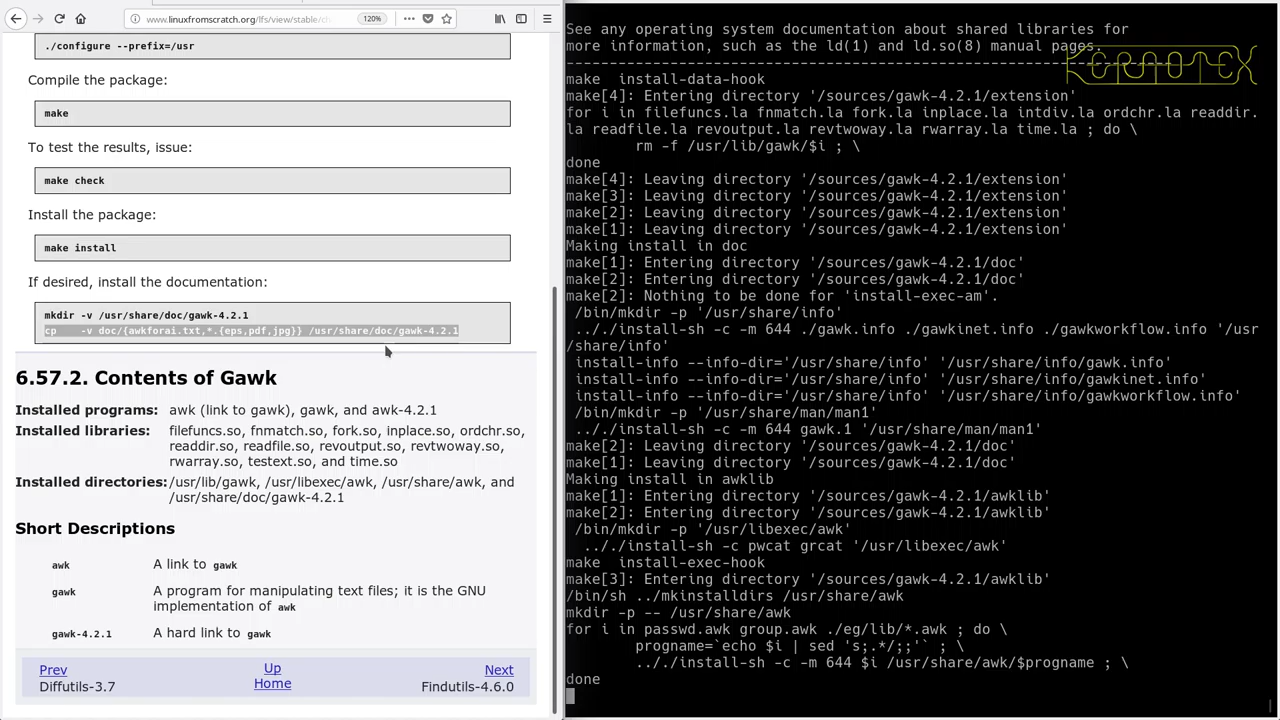 www.linuxfromscratch.org/lfs/view/stable/c
120%
./configure --prefix=/usr
Compile the package:
make
To test the results, issue:
make check
Install the package:
make install
If desired, install the documentation:
mkdir -v /usr/share/doc/gawk-4.2.1
cp    -v doc/{awkforai.txt,*.{eps,pdf,jpg}} /usr/share/doc/gawk-4.2.1
6.57.2. Contents of Gawk
Installed programs: awk (link to gawk), gawk, and awk-4.2.1
Installed libraries: filefuncs.so, fnmatch.so, fork.so, inplace.so, ordchr.so,
readdir.so, readfile.so, revoutput.so, revtwoway.so,
rwarray.so, testext.so, and time.so
Installed directories: /usr/lib/gawk, /usr/libexec/awk, /usr/share/awk, and
/usr/share/doc/gawk-4.2.1
Short Descriptions
awk A link to gawk
gawk A program for manipulating text files; it is the GNU
implementation of awk
gawk-4.2.1 A hard link to gawk
Prev Up Next
Diffutils-3.7 Home Findutils-4.6.0
See any operating system documentation about shared libraries for
more information, such as the ld(1) and ld.so(8) manual pages.
----------------------------------------------------------------------
make  install-data-hook
make[4]: Entering directory '/sources/gawk-4.2.1/extension'
for i in filefuncs.la fnmatch.la fork.la inplace.la intdiv.la ordchr.la readdir.
la readfile.la revoutput.la revtwoway.la rwarray.la time.la ; do \
        rm -f /usr/lib/gawk/$i ; \
done
make[4]: Leaving directory '/sources/gawk-4.2.1/extension'
make[3]: Leaving directory '/sources/gawk-4.2.1/extension'
make[2]: Leaving directory '/sources/gawk-4.2.1/extension'
make[1]: Leaving directory '/sources/gawk-4.2.1/extension'
Making install in doc
make[1]: Entering directory '/sources/gawk-4.2.1/doc'
make[2]: Entering directory '/sources/gawk-4.2.1/doc'
make[2]: Nothing to be done for 'install-exec-am'.
 /bin/mkdir -p '/usr/share/info'
 .././install-sh -c -m 644 ./gawk.info ./gawkinet.info ./gawkworkflow.info '/usr
/share/info'
 install-info --info-dir='/usr/share/info' '/usr/share/info/gawk.info'
 install-info --info-dir='/usr/share/info' '/usr/share/info/gawkinet.info'
 install-info --info-dir='/usr/share/info' '/usr/share/info/gawkworkflow.info'
 /bin/mkdir -p '/usr/share/man/man1'
 .././install-sh -c -m 644 gawk.1 '/usr/share/man/man1'
make[2]: Leaving directory '/sources/gawk-4.2.1/doc'
make[1]: Leaving directory '/sources/gawk-4.2.1/doc'
Making install in awklib
make[1]: Entering directory '/sources/gawk-4.2.1/awklib'
make[2]: Entering directory '/sources/gawk-4.2.1/awklib'
 /bin/mkdir -p '/usr/libexec/awk'
  .././install-sh -c pwcat grcat '/usr/libexec/awk'
make  install-exec-hook
make[3]: Entering directory '/sources/gawk-4.2.1/awklib'
/bin/sh ../mkinstalldirs /usr/share/awk
mkdir -p -- /usr/share/awk
for i in passwd.awk group.awk ./eg/lib/*.awk ; do \
        progname=`echo $i | sed 's;.*/;;'` ; \
        .././install-sh -c -m 644 $i /usr/share/awk/$progname ; \
done